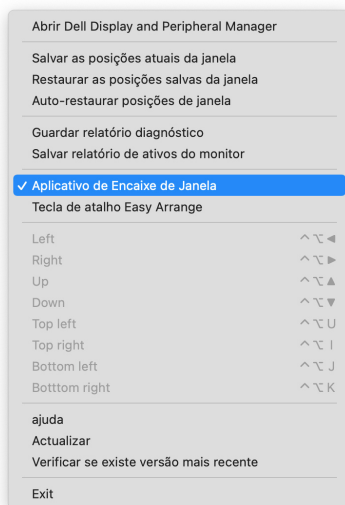 Abrir Dell Display and Peripheral Manager
Salvar as posições atuais da janela
Restaurar as posições salvas da janela
Auto-restaurar posições de janela
Guardar relatório diagnóstico
Salvar relatório de ativos do monitor
✓ Aplicativo de Encaixe de Janela
Tecla de atalho Easy Arrange
Left ^⌥◀
Right ^⌥▶
Up ^⌥▲
Down ^⌥▼
Top left ^⌥U
Top right ^⌥I
Bottom left ^⌥J
Botttom right ^⌥K
ajuda
Actualizar
Verificar se existe versão mais recente
Exit